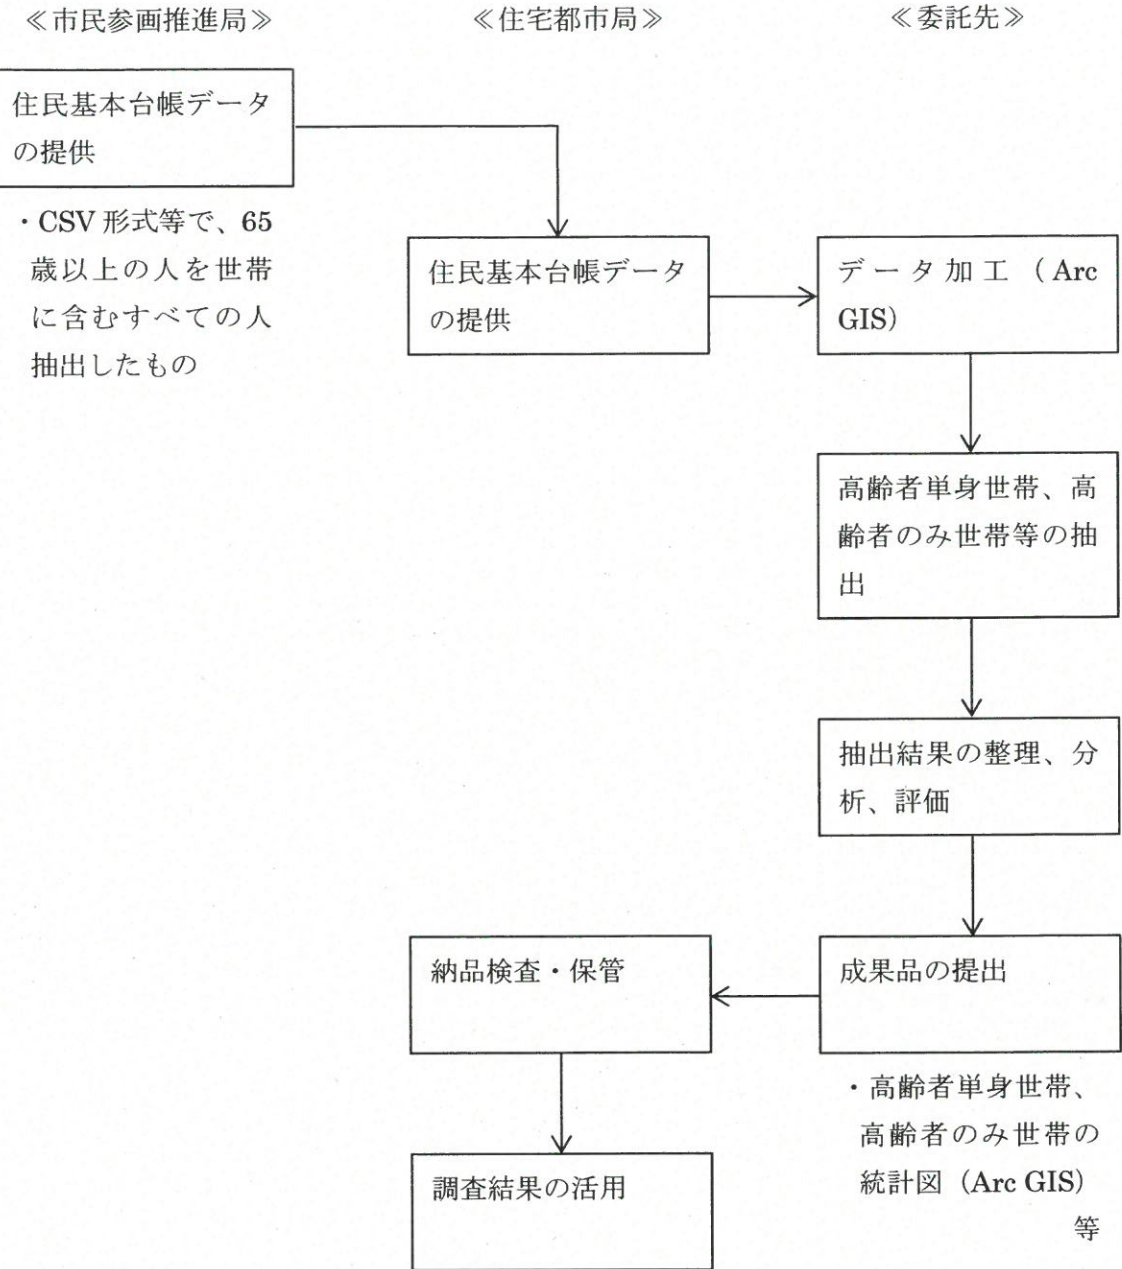 ≪市民参画推進局≫
≪住宅都市局≫
≪委託先≫
住民基本台帳データ
の提供
・CSV 形式等で、65
歳以上の人を世帯
に含むすべての人
抽出したもの
住民基本台帳データ
の提供
データ加工（Arc
GIS）
高齢者単身世帯、高
齢者のみ世帯等の抽
出
抽出結果の整理、分
析、評価
成果品の提出
・高齢者単身世帯、
高齢者のみ世帯の
統計図（Arc GIS）
等
納品検査・保管
調査結果の活用